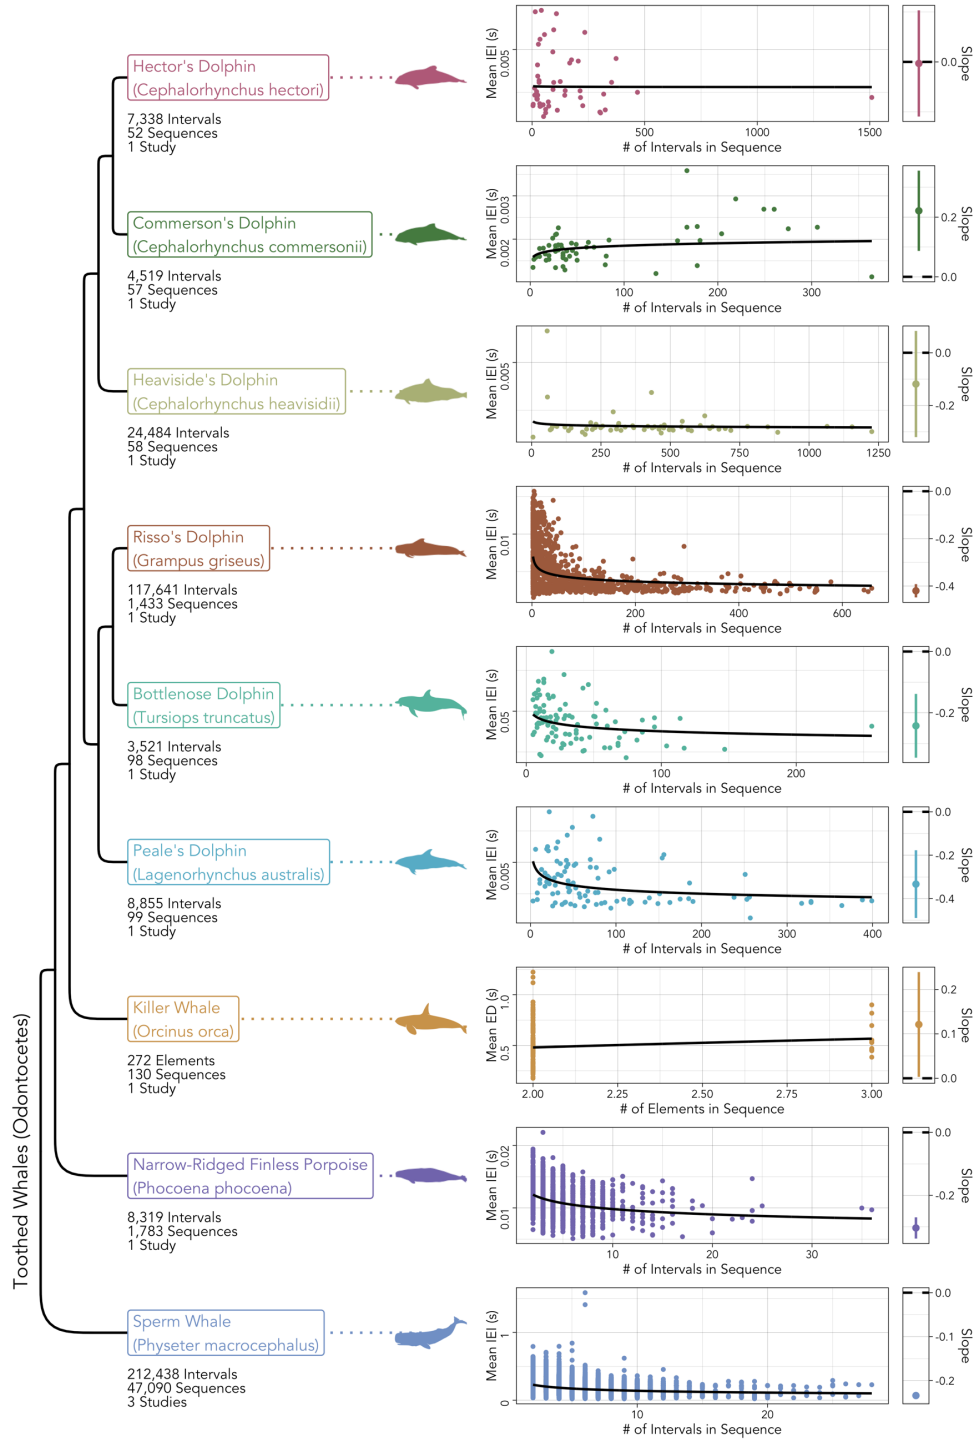 Toothed Whales (Odontocetes)
Hector's Dolphin
(Cephalorhynchus hectori)
7,338 Intervals
52 Sequences
1 Study
Mean IEI (s)
0.005
0 500 1000 1500
# of Intervals in Sequence
0.0
Slope
Commerson's Dolphin
(Cephalorhynchus commersonii)
4,519 Intervals
57 Sequences
1 Study
Mean IEI (s)
0.003
0.002
0 100 200 300
# of Intervals in Sequence
0.2
0.0
Slope
Heaviside's Dolphin
(Cephalorhynchus heavisidii)
24,484 Intervals
58 Sequences
1 Study
Mean IEI (s)
0.005
0 250 500 750 1000 1250
# of Intervals in Sequence
0.0
-0.2
Slope
Risso's Dolphin
(Grampus griseus)
117,641 Intervals
1,433 Sequences
1 Study
Mean IEI (s)
0.01
0 200 400 600
# of Intervals in Sequence
0.0
-0.2
-0.4
Slope
Bottlenose Dolphin
(Tursiops truncatus)
3,521 Intervals
98 Sequences
1 Study
Mean IEI (s)
0.05
0 100 200
# of Intervals in Sequence
0.0
-0.2
Slope
Peale's Dolphin
(Lagenorhynchus australis)
8,855 Intervals
99 Sequences
1 Study
Mean IEI (s)
0.005
0 100 200 300 400
# of Intervals in Sequence
0.0
-0.2
-0.4
Slope
Killer Whale
(Orcinus orca)
272 Elements
130 Sequences
1 Study
Mean ED (s)
1.0
0.5
2.00 2.25 2.50 2.75 3.00
# of Elements in Sequence
0.2
0.1
0.0
Slope
Narrow-Ridged Finless Porpoise
(Phocoena phocoena)
8,319 Intervals
1,783 Sequences
1 Study
Mean IEI (s)
0.02
0.01
10 20 30
# of Intervals in Sequence
0.0
-0.2
Slope
Sperm Whale
(Physeter macrocephalus)
212,438 Intervals
47,090 Sequences
3 Studies
Mean IEI (s)
1
0
10 20
# of Intervals in Sequence
0.0
-0.1
-0.2
Slope